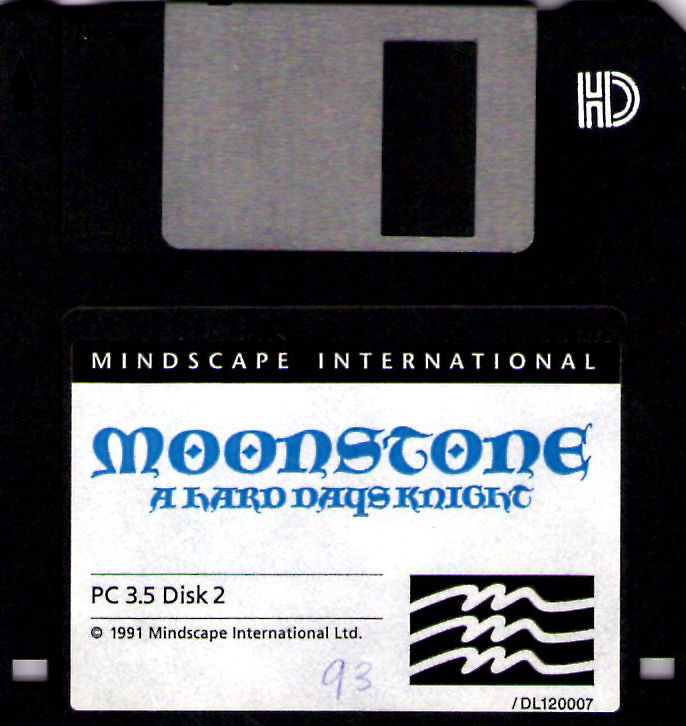 HD
MINDSCAPE INTERNATIONAL
MOONSTONE
A HARD DAYS KNIGHT
PC 3.5 Disk 2
© 1991 Mindscape International Ltd.
93
/DL120007